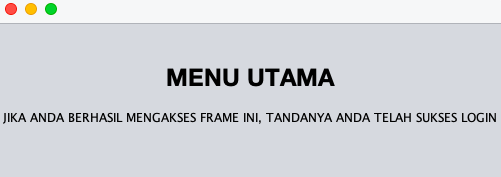 MENU UTAMA
JIKA ANDA BERHASIL MENGAKSES FRAME INI, TANDANYA ANDA TELAH SUKSES LOGIN